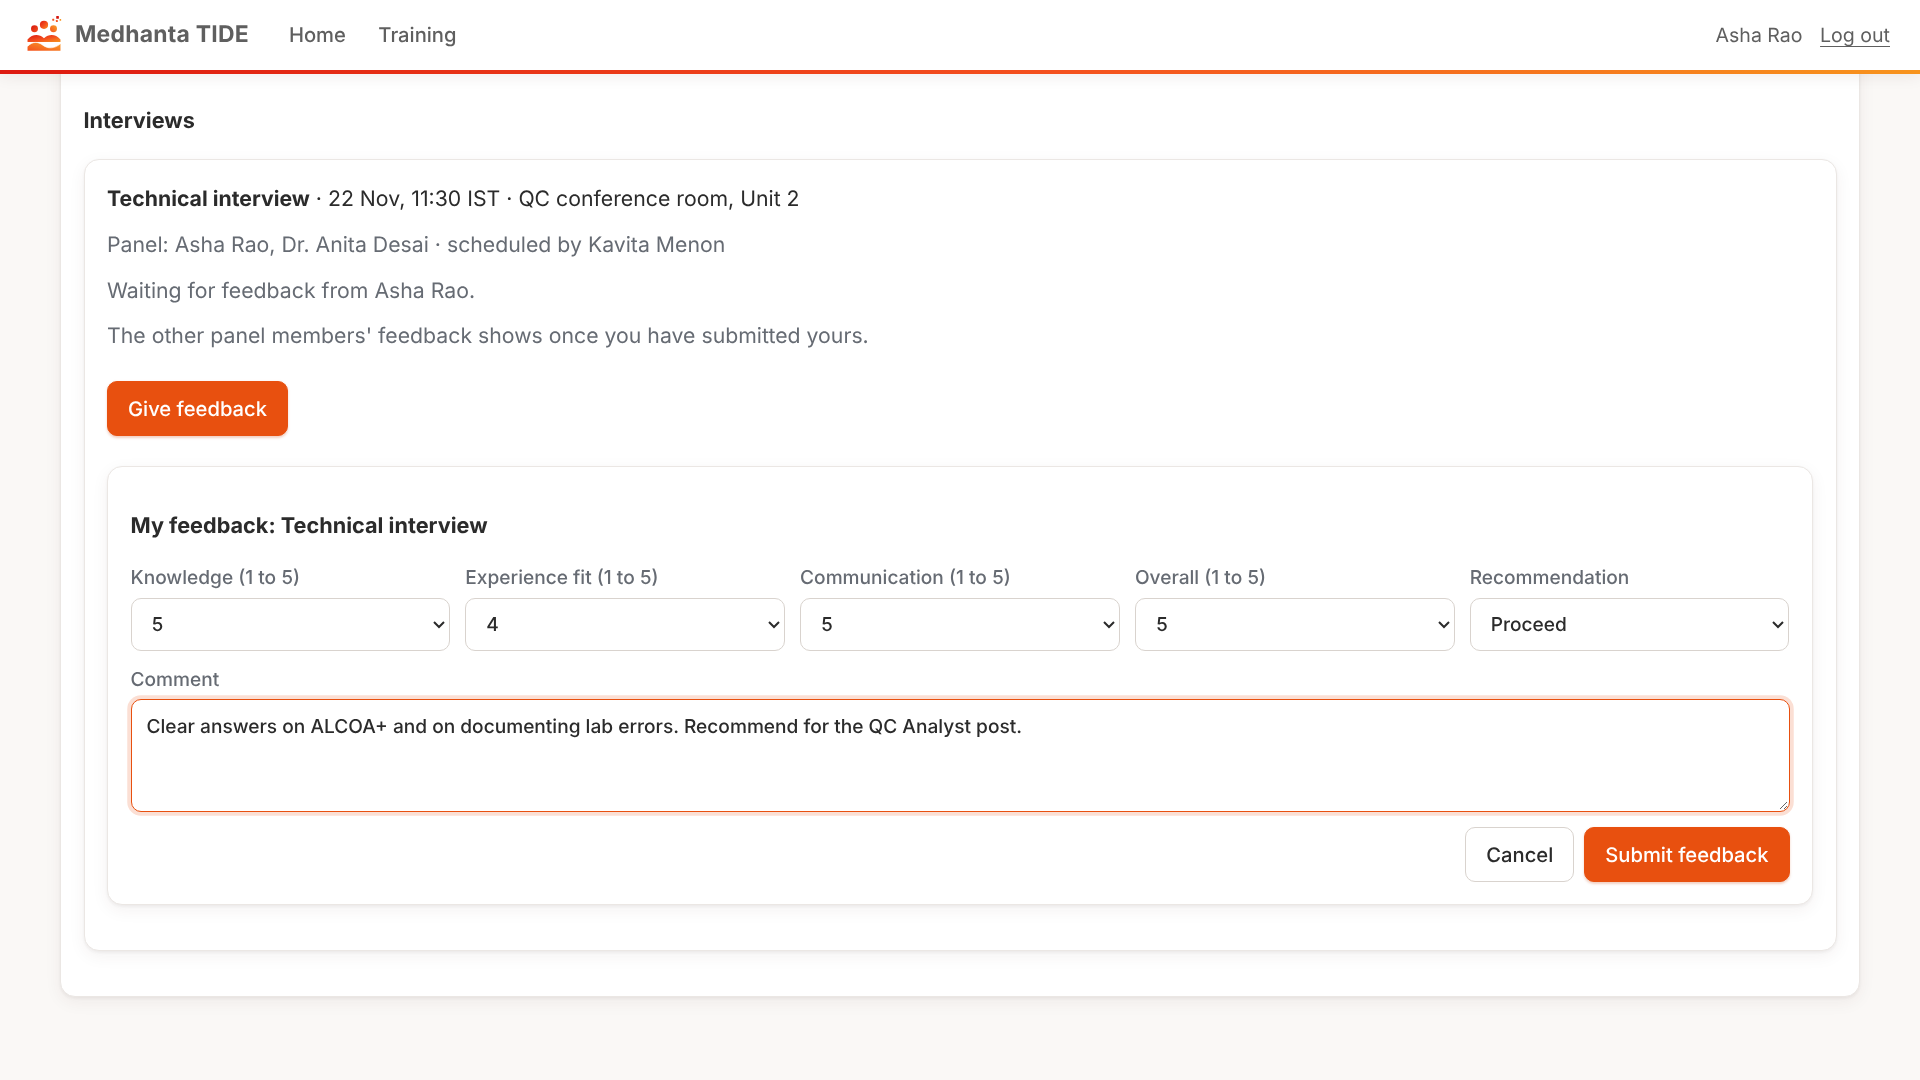 Medhanta TIDE Home Training Asha Rao Log out
Interviews
Technical interview · 22 Nov, 11:30 IST · QC conference room, Unit 2
Panel: Asha Rao, Dr. Anita Desai · scheduled by Kavita Menon
Waiting for feedback from Asha Rao.
The other panel members' feedback shows once you have submitted yours.
Give feedback
My feedback: Technical interview
Knowledge (1 to 5) Experience fit (1 to 5) Communication (1 to 5) Overall (1 to 5) Recommendation
5 4 5 5 Proceed
Comment
Clear answers on ALCOA+ and on documenting lab errors. Recommend for the QC Analyst post.
Cancel Submit feedback